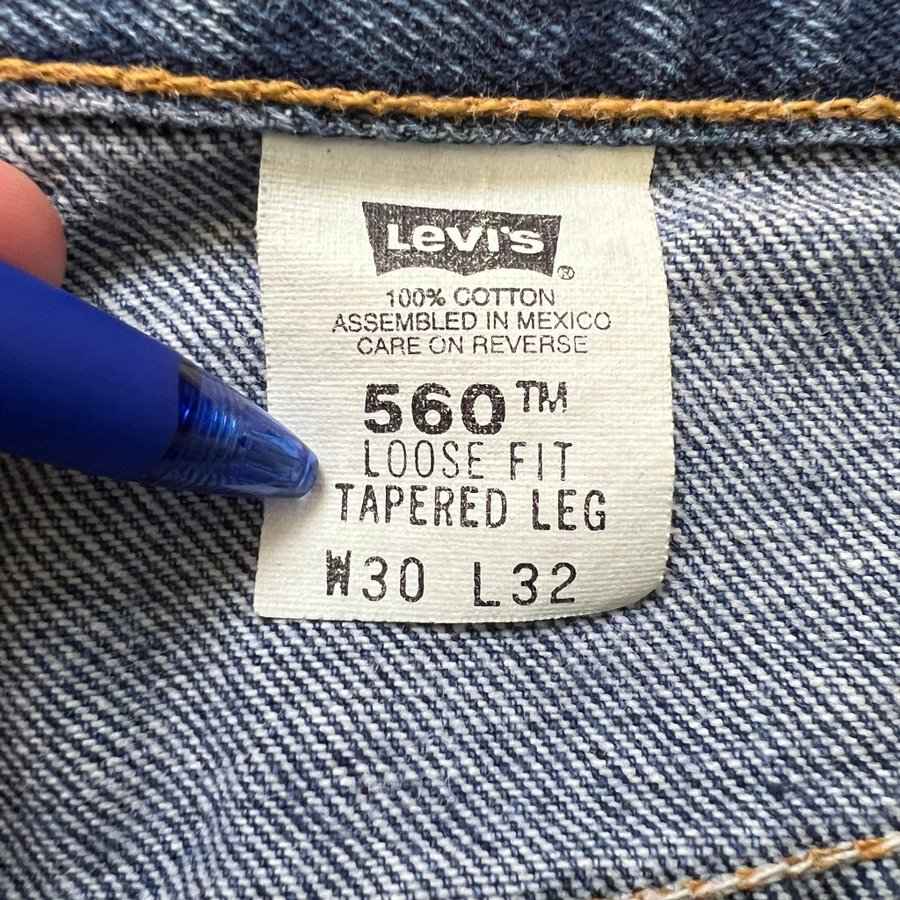 Levi's ®
100% COTTON
ASSEMBLED IN MEXICO
CARE ON REVERSE
560™
LOOSE FIT
TAPERED LEG
W30 L32